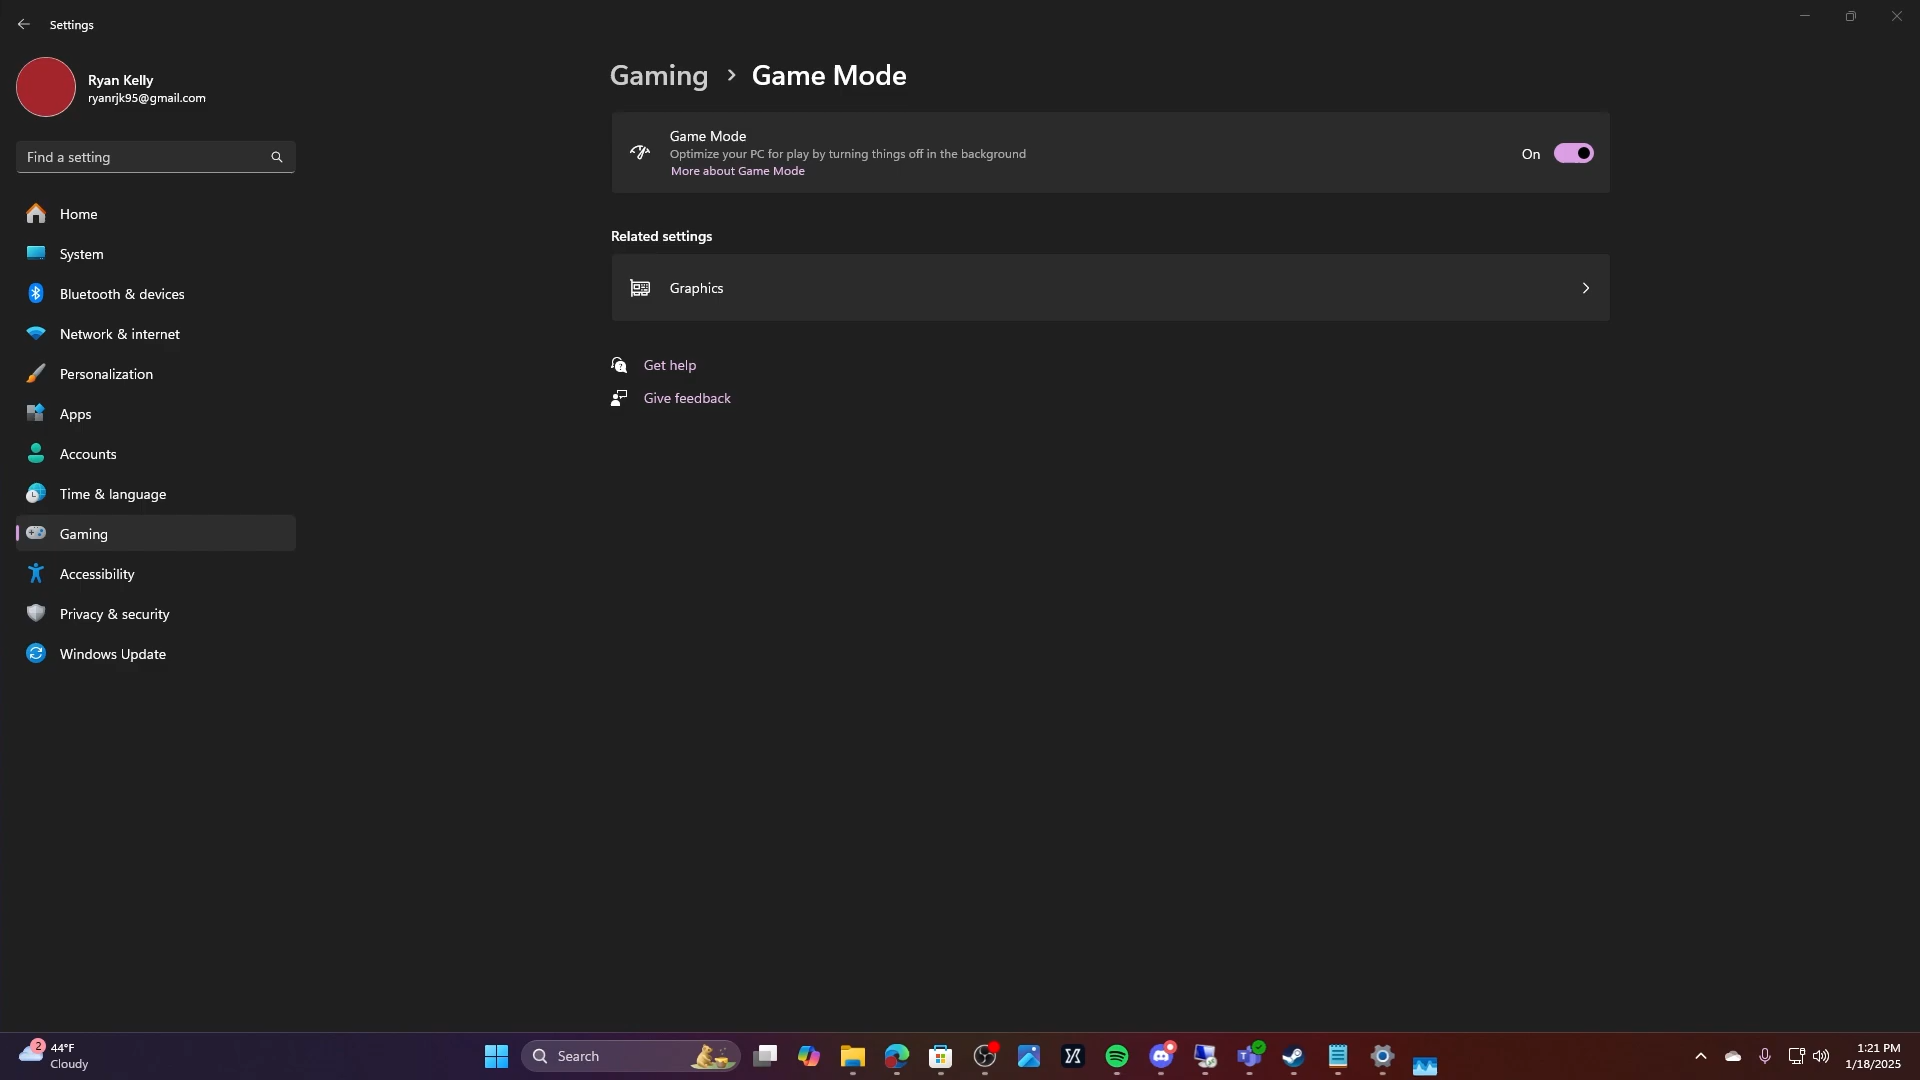 Settings
Ryan Kelly
ryanrjk95@gmail.com
Find a setting
Home
System
Bluetooth & devices
Network & internet
Personalization
Apps
Accounts
Time & language
Gaming
Accessibility
Privacy & security
Windows Update
Gaming > Game Mode
Game Mode
Optimize your PC for play by turning things off in the background
More about Game Mode
On
Related settings
Graphics
Get help
Give feedback
2
44°F
Cloudy
Search
1:21 PM
1/18/2025